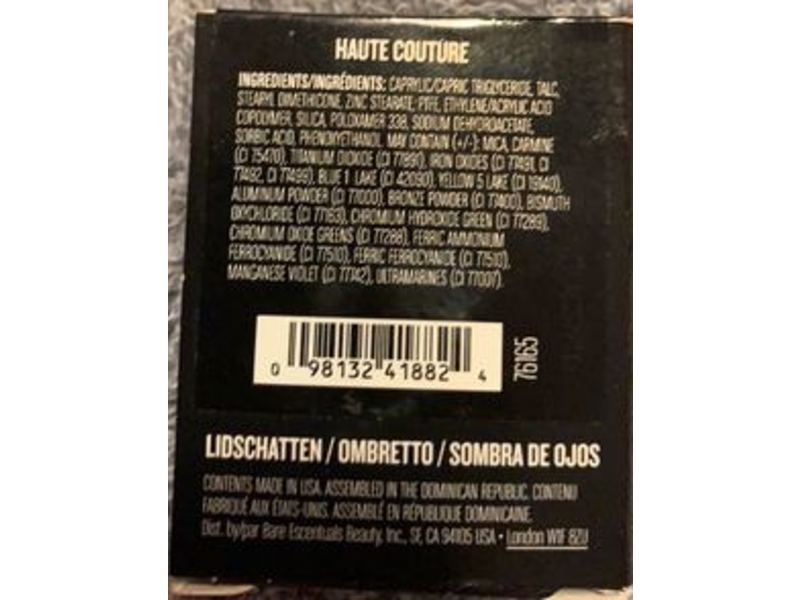 HAUTE COUTURE
INGREDIENTS/INGRÉDIENTS: CAPRYLIC/CAPRIC TRIGLYCERIDE, TALC,
STEARYL DIMETHICONE, ZINC STEARATE, PTFE, ETHYLENE/ACRYLIC ACID
COPOLYMER, SILICA, POLOXAMER 338, SODIUM DEHYDROACETATE,
SORBIC ACID, PHENOXYETHANOL. MAY CONTAIN (+/-): MICA, CARMINE
(CI 75470), TITANIUM DIOXIDE (CI 77891), IRON OXIDES (CI 77491, CI
77492, CI 77499), BLUE 1 LAKE (CI 42090), YELLOW 5 LAKE (CI 19140),
ALUMINUM POWDER (CI 77000), BRONZE POWDER (CI 77400), BISMUTH
OXYCHLORIDE (CI 77163), CHROMIUM HYDROXIDE GREEN (CI 77289),
CHROMIUM OXIDE GREENS (CI 77288), FERRIC AMMONIUM
FERROCYANIDE (CI 77510), FERRIC FERROCYANIDE (CI 77510),
MANGANESE VIOLET (CI 77742), ULTRAMARINES (CI 77007).
0 98132 41882 4
76165
LIDSCHATTEN / OMBRETTO / SOMBRA DE OJOS
CONTENTS MADE IN USA. ASSEMBLED IN THE DOMINICAN REPUBLIC. CONTENU
FABRIQUÉ AUX ÉTATS-UNIS. ASSEMBLÉ EN RÉPUBLIQUE DOMINICAINE.
Dist. by/par Bare Escentuals Beauty, Inc., SF, CA 94105 USA • London W1F 8ZU